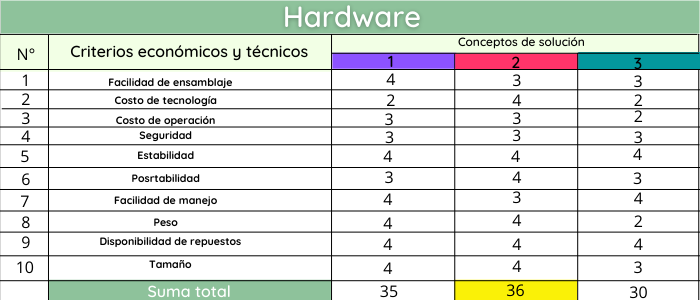 Hardware
N° Criterios económicos y técnicos Conceptos de solución
1 2 3
1 Facilidad de ensamblaje 4 3 3
2 Costo de tecnología 2 4 2
3 Costo de operación 3 3 2
4 Seguridad 3 3 3
5 Estabilidad 4 4 4
6 Posrtabilidad 3 4 3
7 Facilidad de manejo 4 3 4
8 Peso 4 4 2
9 Disponibilidad de repuestos 4 4 4
10 Tamaño 4 4 3
Suma total 35 36 30